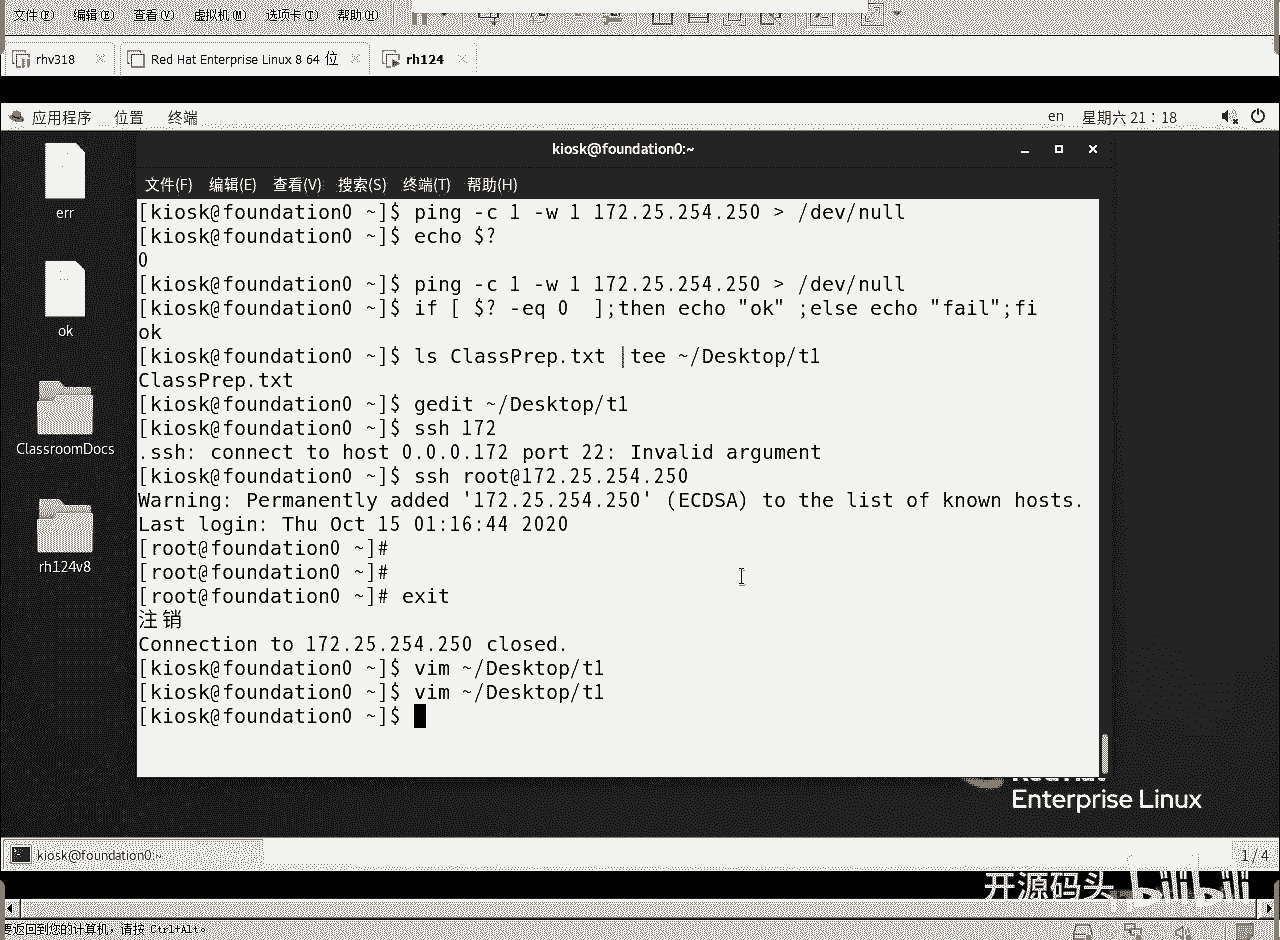 文件(F) 编辑(E) 查看(V) 虚拟机(M) 选项卡(T) 帮助(H)
rhv318 Red Hat Enterprise Linux 8 64 位 rh124
应用程序 位置 终端 en 星期六 21：18
kiosk@foundation0:~
文件(F) 编辑(E) 查看(V) 搜索(S) 终端(T) 帮助(H)
[kiosk@foundation0 ~]$ ping -c 1 -w 1 172.25.254.250 > /dev/null
[kiosk@foundation0 ~]$ echo $?
0
[kiosk@foundation0 ~]$ ping -c 1 -w 1 172.25.254.250 > /dev/null
[kiosk@foundation0 ~]$ if [ $? -eq 0  ];then echo "ok" ;else echo "fail";fi
ok
[kiosk@foundation0 ~]$ ls ClassPrep.txt |tee ~/Desktop/t1
ClassPrep.txt
[kiosk@foundation0 ~]$ gedit ~/Desktop/t1
[kiosk@foundation0 ~]$ ssh 172
.ssh: connect to host 0.0.0.172 port 22: Invalid argument
[kiosk@foundation0 ~]$ ssh root@172.25.254.250
Warning: Permanently added '172.25.254.250' (ECDSA) to the list of known hosts.
Last login: Thu Oct 15 01:16:44 2020
[root@foundation0 ~]#
[root@foundation0 ~]#
[root@foundation0 ~]# exit
注销
Connection to 172.25.254.250 closed.
[kiosk@foundation0 ~]$ vim ~/Desktop/t1
[kiosk@foundation0 ~]$ vim ~/Desktop/t1
[kiosk@foundation0 ~]$
err
ok
ClassroomDocs
rh124v8
Enterprise Linux
kiosk@foundation0:~
1/4
开源码头 bilibili
要返回到您的计算机，请按 Ctrl+Alt。